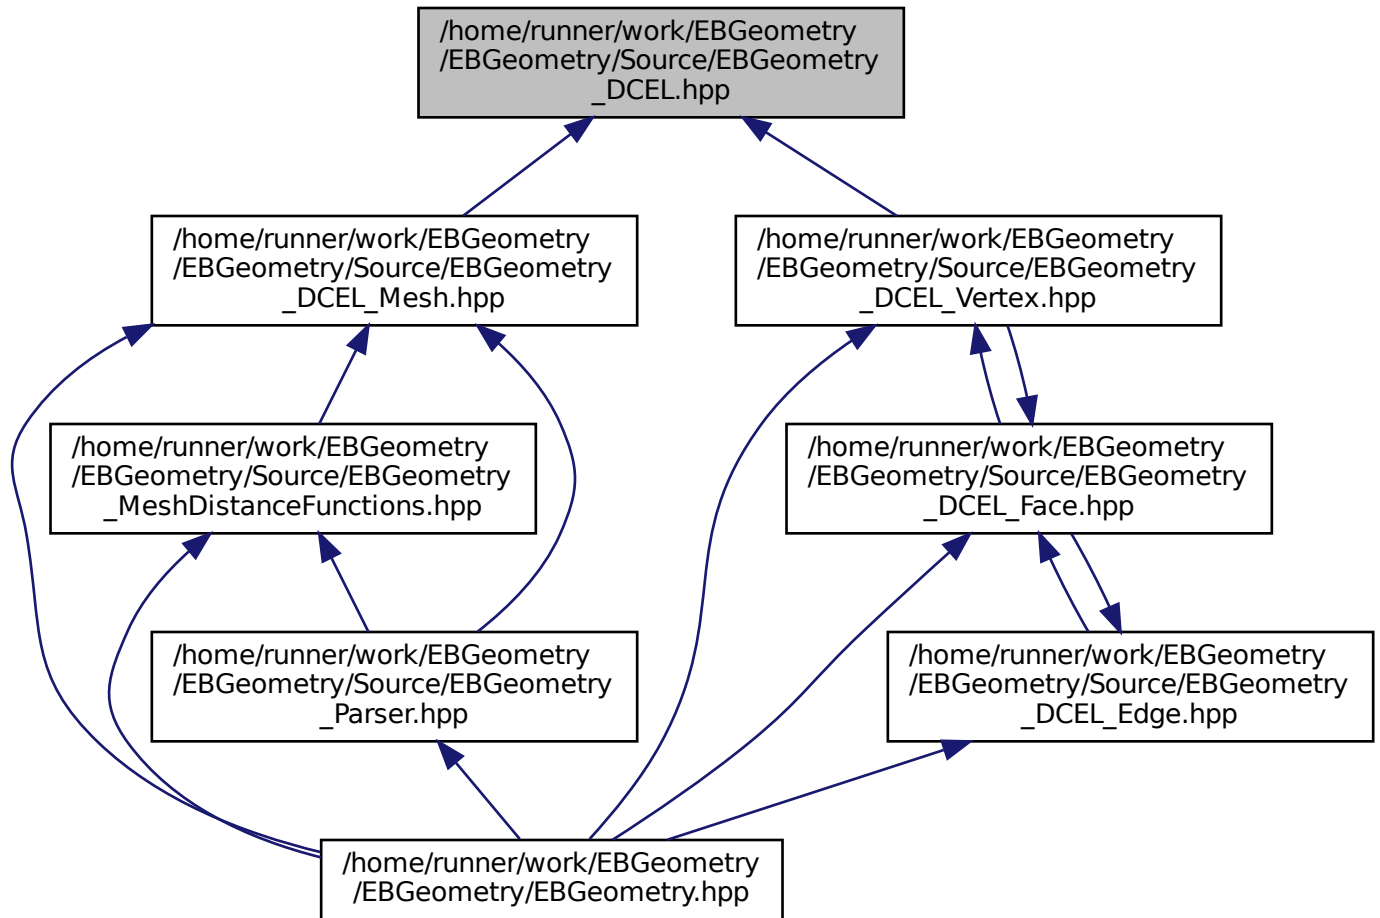 /home/runner/work/EBGeometry
/EBGeometry/Source/EBGeometry
_DCEL.hpp
/home/runner/work/EBGeometry
/EBGeometry/Source/EBGeometry
_DCEL_Mesh.hpp
/home/runner/work/EBGeometry
/EBGeometry/Source/EBGeometry
_DCEL_Vertex.hpp
/home/runner/work/EBGeometry
/EBGeometry/Source/EBGeometry
_MeshDistanceFunctions.hpp
/home/runner/work/EBGeometry
/EBGeometry/Source/EBGeometry
_DCEL_Face.hpp
/home/runner/work/EBGeometry
/EBGeometry/Source/EBGeometry
_Parser.hpp
/home/runner/work/EBGeometry
/EBGeometry/Source/EBGeometry
_DCEL_Edge.hpp
/home/runner/work/EBGeometry
/EBGeometry/EBGeometry.hpp